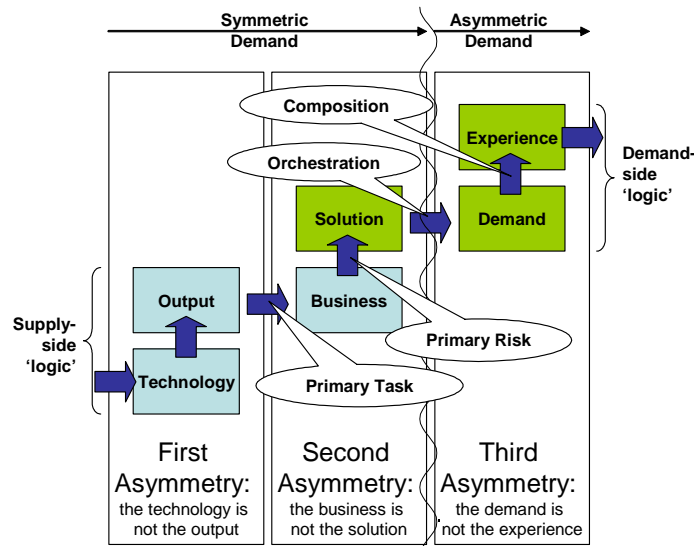 Symmetric
Demand
Asymmetric
Demand
Composition
Experience
Orchestration
Demand-
side
'logic'
Solution
Demand
Output
Business
Supply-
side
'logic'
Technology
Primary Risk
Primary Task
First
Asymmetry:
the technology is
not the output
Second
Asymmetry:
the business is
not the solution
Third
Asymmetry:
the demand is
not the experience